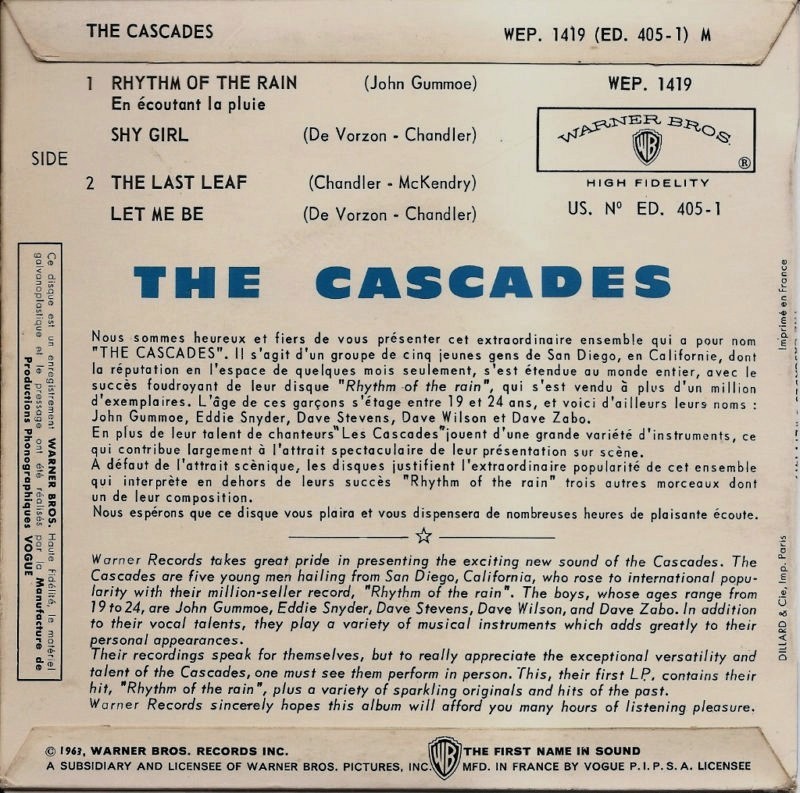 THE CASCADES
WEP. 1419 (ED. 405-1) M
1 RHYTHM OF THE RAIN (John Gummoe)
En écoutant la pluie
SHY GIRL (De Vorzon - Chandler)
SIDE
2 THE LAST LEAF (Chandler - McKendry)
LET ME BE (De Vorzon - Chandler)
WEP. 1419
WARNER BROS.
WB
®
HIGH FIDELITY
US. Nº ED. 405-1
THE CASCADES
Nous sommes heureux et fiers de vous présenter cet extraordinaire ensemble qui a pour nom
"THE CASCADES". Il s'agit d'un groupe de cinq jeunes gens de San Diego, en Californie, dont
la réputation en l'espace de quelques mois seulement, s'est étendue au monde entier, avec le
succès foudroyant de leur disque "Rhythm of the rain", qui s'est vendu à plus d'un million
d'exemplaires. L'âge de ces garçons s'étage entre 19 et 24 ans, et voici d'ailleurs leurs noms :
John Gummoe, Eddie Snyder, Dave Stevens, Dave Wilson et Dave Zabo.
En plus de leur talent de chanteurs "Les Cascades" jouent d'une grande variété d'instruments, ce
qui contribue largement à l'attrait spectaculaire de leur présentation sur scène.
A défaut de l'attrait scènique, les disques justifient l'extraordinaire popularité de cet ensemble
qui interprète en dehors de leurs succès "Rhythm of the rain" trois autres morceaux dont
un de leur composition.
Nous espérons que ce disque vous plaira et vous dispensera de nombreuses heures de plaisante écoute.
Warner Records takes great pride in presenting the exciting new sound of the Cascades. The
Cascades are five young men hailing from San Diego, California, who rose to international popu-
larity with their million-seller record, "Rhythm of the rain". The boys, whose ages range from
19 to 24, are John Gummoe, Eddie Snyder, Dave Stevens, Dave Wilson, and Dave Zabo. In addition
to their vocal talents, they play a variety of musical instruments which adds greatly to their
personal appearances.
Their recordings speak for themselves, but to really appreciate the exceptional versatility and
talent of the Cascades, one must see them perform in person. This, their first LP. contains their
hit, "Rhythm of the rain", plus a variety of sparkling originals and hits of the past.
Warner Records sincerely hopes this album will afford you many hours of listening pleasure.
Ce disque est un enregistrement WARNER BROS. Haute fidélité, le matériel
galvanoplastique et le pressage ont été réalisés par la Manufacture de
Productions Phonographiques VOGUE
Imprimé en France
DILLARD & Cie, Imp. Paris
© 1963, WARNER BROS. RECORDS INC.
A SUBSIDIARY AND LICENSEE OF WARNER BROS. PICTURES, INC.
WB
THE FIRST NAME IN SOUND
MFD. IN FRANCE BY VOGUE P.I.P.S.A. LICENSEE